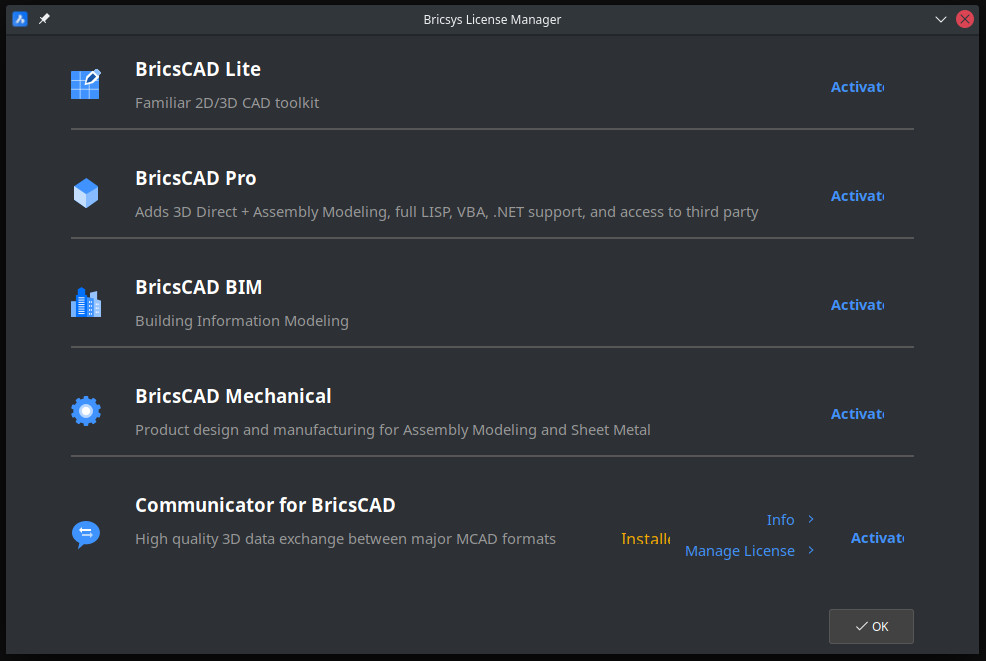 Bricsys License Manager
BricsCAD Lite
Familiar 2D/3D CAD toolkit
Activat
BricsCAD Pro
Adds 3D Direct + Assembly Modeling, full LISP, VBA, .NET support, and access to third party
Activat
BricsCAD BIM
Building Information Modeling
Activat
BricsCAD Mechanical
Product design and manufacturing for Assembly Modeling and Sheet Metal
Activat
Communicator for BricsCAD
High quality 3D data exchange between major MCAD formats
Install
Info
Manage License
Activat
OK